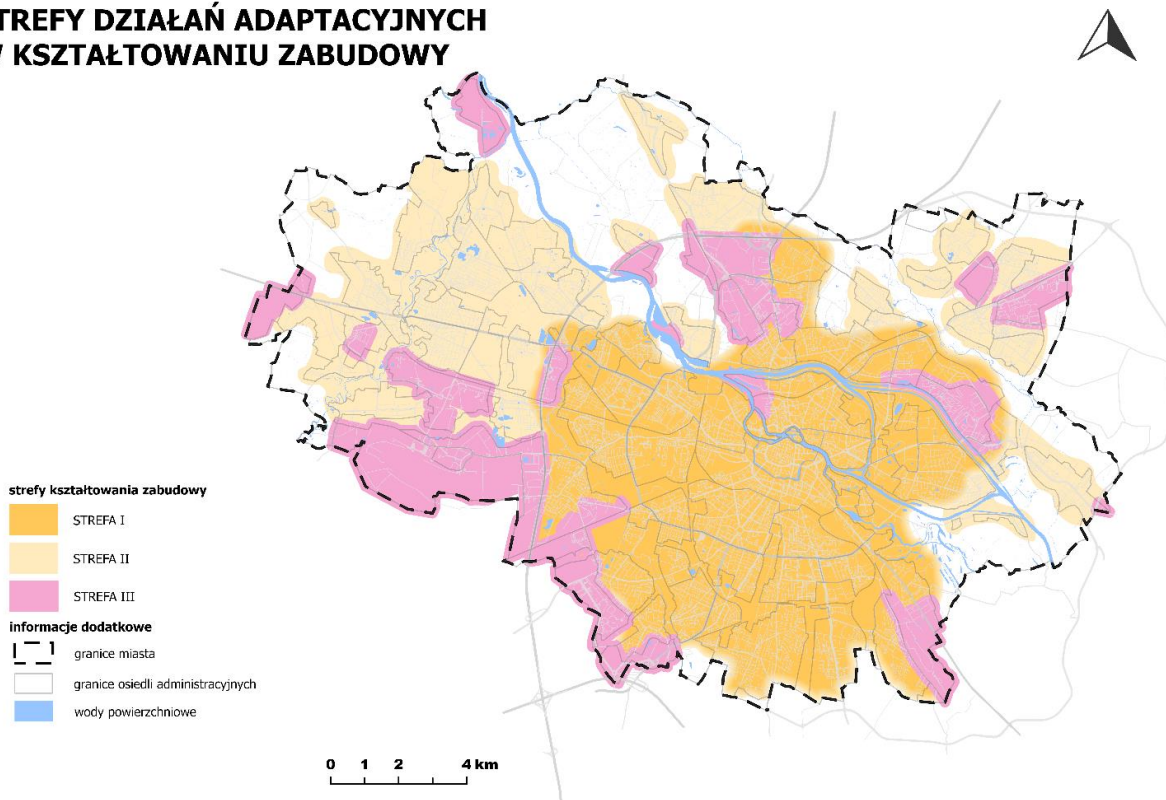 TREFY DZIAŁAŃ ADAPTACYJNYCH
KSZTAŁTOWANIU ZABUDOWY
strefy kształtowania zabudowy
STREFA I
STREFA II
STREFA III
informacje dodatkowe
granice miasta
granice osiedli administracyjnych
wody powierzchniowe
0 1 2 4 km